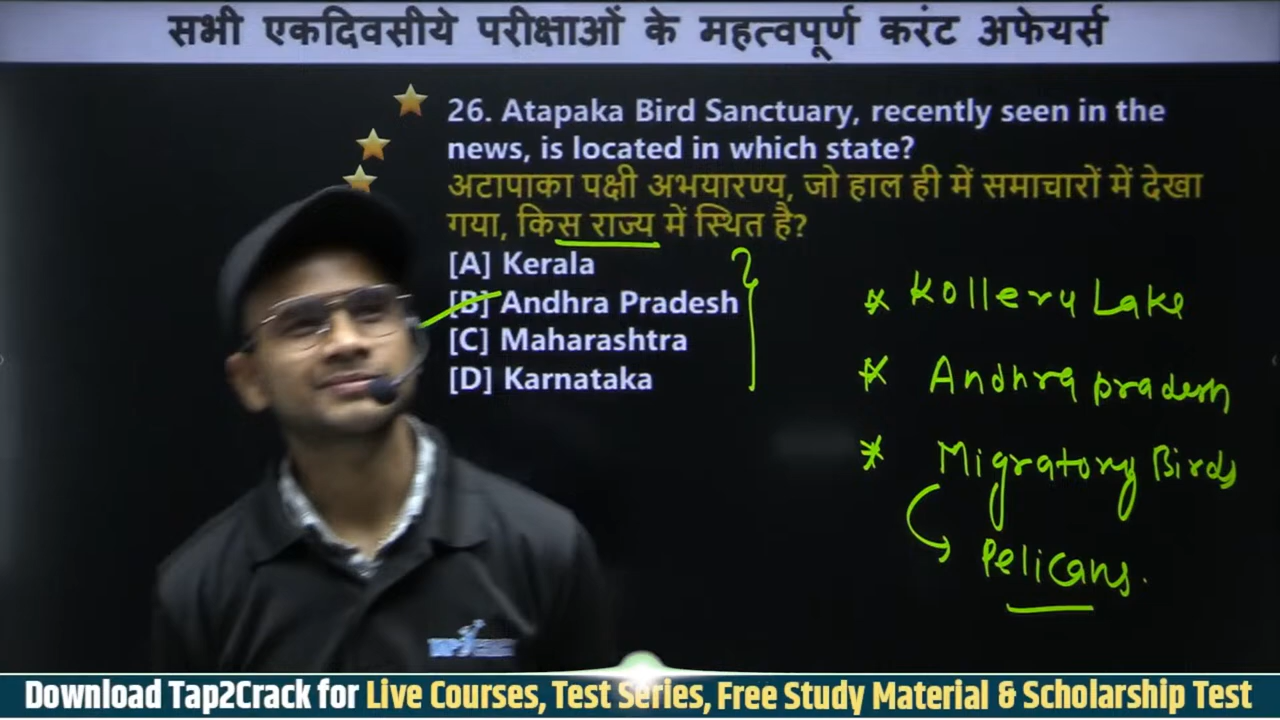 सभी एकदिवसीये परीक्षाओं के महत्वपूर्ण करंट अफेयर्स
26. Atapaka Bird Sanctuary, recently seen in the
news, is located in which state?
अटापाका पक्षी अभयारण्य, जो हाल ही में समाचारों में देखा
गया, किस राज्य में स्थित है?
[A] Kerala
[B] Andhra Pradesh
[C] Maharashtra
[D] Karnataka
* Kolleru Lake
* Andhra pradesh
* Migratory Birds
Pelicans.
Download Tap2Crack for Live Courses, Test Series, Free Study Material & Scholarship Test